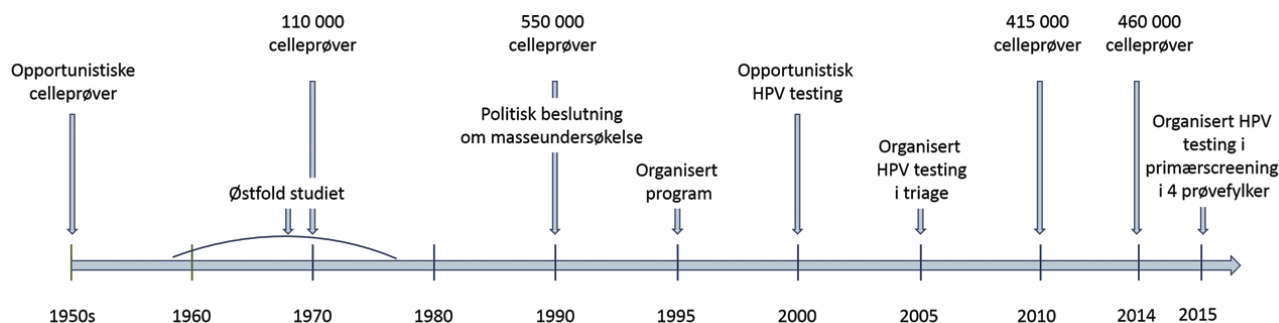 110 000
celleprøver
550 000
celleprøver
415 000
celleprøver
460 000
celleprøver
Opportunistiske
celleprøver
Opportunistisk
HPV testing
Politisk beslutning
om masseundersøkelse
Organisert HPV
testing i
primærscreening
i 4 prøvefylker
Organisert
HPV testing
i triage
Organisert
program
Østfold studiet
1950s
1960
1970
1980
1990
1995
2000
2005
2010
2014
2015